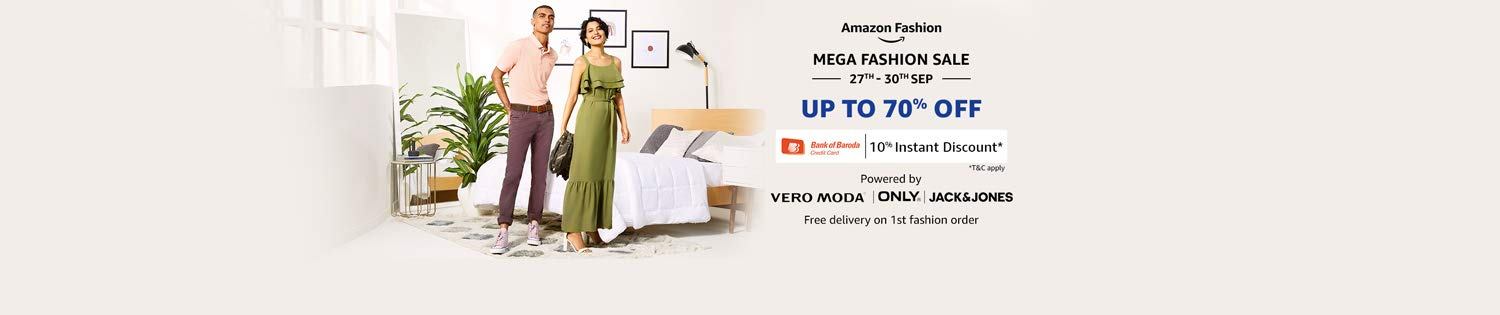 Amazon Fashion
MEGA FASHION SALE
27TH - 30TH SEP
UP TO 70% OFF
Bank of Baroda
Credit Card
10% Instant Discount*
*T&C apply
Powered by
VERO MODA | ONLY | JACK&JONES
Free delivery on 1st fashion order